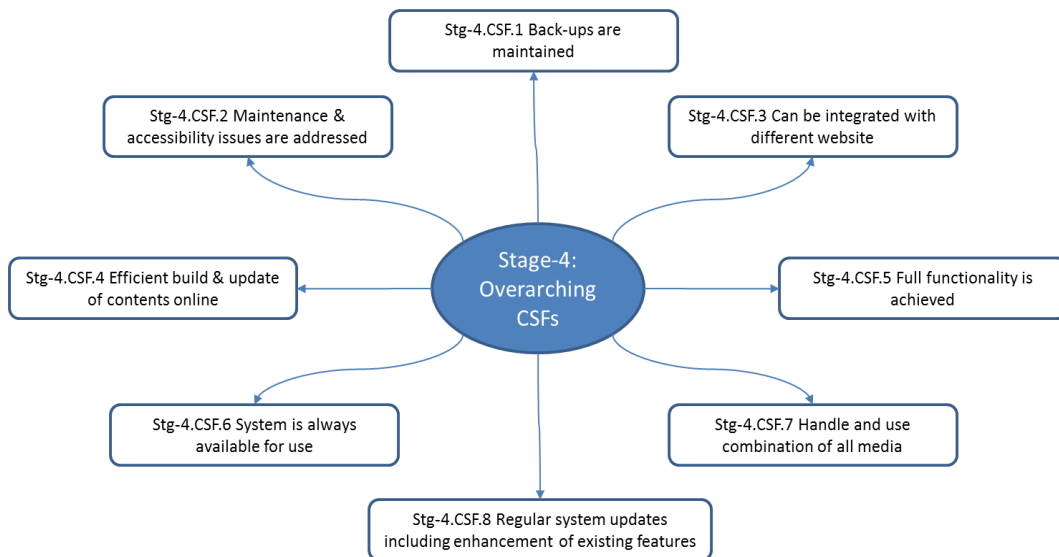 Stg-4.CSF.1 Back-ups are
maintained
Stg-4.CSF.2 Maintenance &
accessibility issues are addressed
Stg-4.CSF.3 Can be integrated with
different website
Stage-4:
Overarching
CSFs
Stg-4.CSF.4 Efficient build & update
of contents online
Stg-4.CSF.5 Full functionality is
achieved
Stg-4.CSF.6 System is always
available for use
Stg-4.CSF.7 Handle and use
combination of all media
Stg-4.CSF.8 Regular system updates
including enhancement of existing features